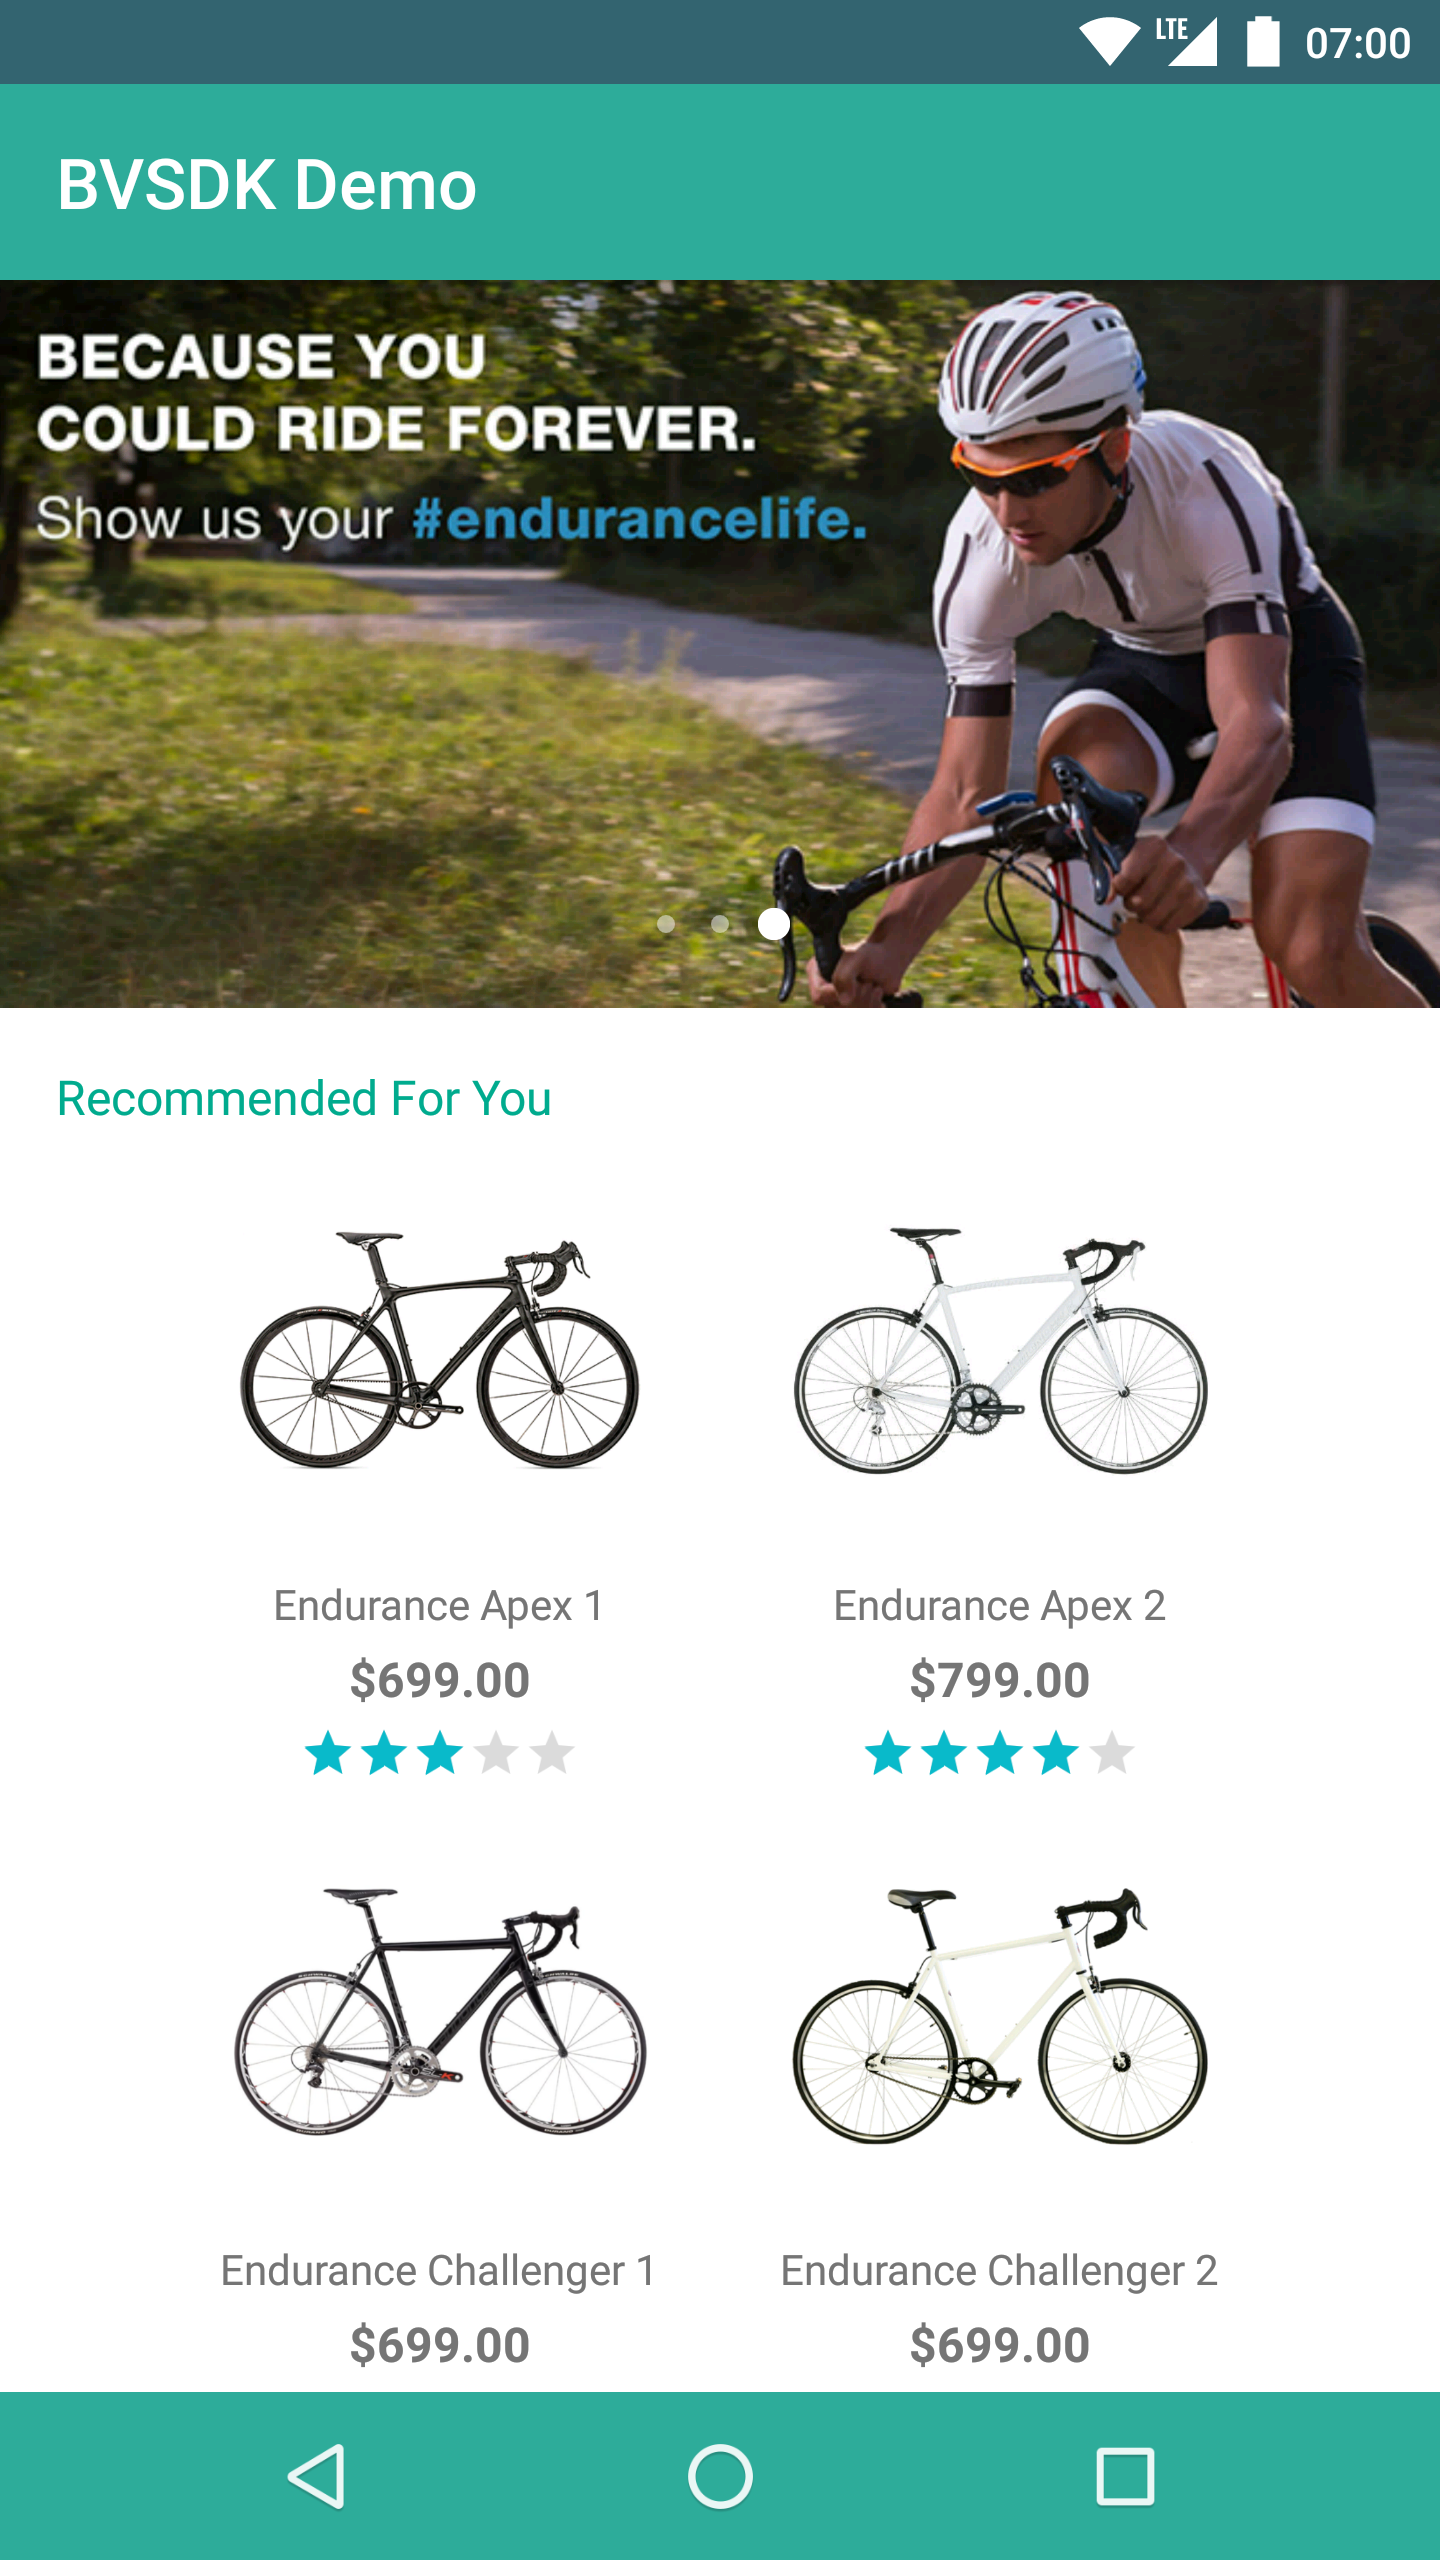 LTE 07:00
BVSDK Demo
BECAUSE YOU
COULD RIDE FOREVER.
Show us your #endurancelife.
Recommended For You
Endurance Apex 1
$699.00
Endurance Apex 2
$799.00
Endurance Challenger 1
$699.00
Endurance Challenger 2
$699.00